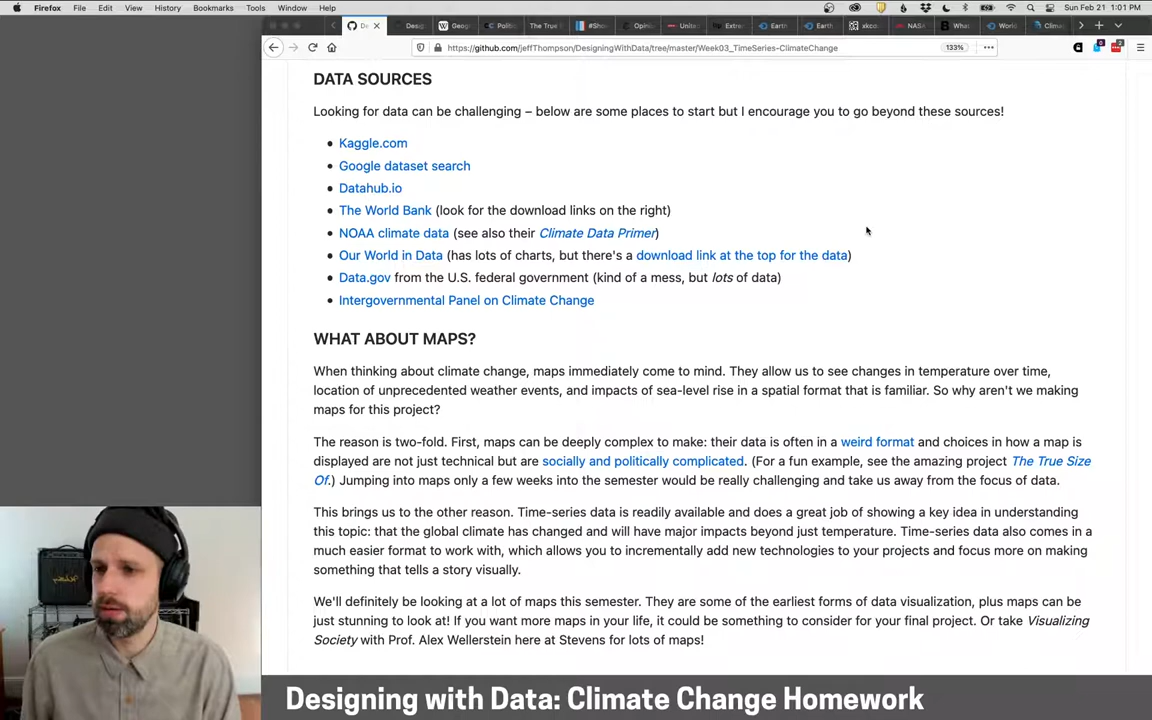 Firefox File Edit View History Bookmarks Tools Window Help Sun Feb 21 1:01 PM
De Desig Geog Politi The True #Sho Opinio Unite Extre Earth Earth xkco NASA What World Clima
https://github.com/jeffThompson/DesigningWithData/tree/master/Week03_TimeSeries-ClimateChange 133%
DATA SOURCES
Looking for data can be challenging – below are some places to start but I encourage you to go beyond these sources!
Kaggle.com
Google dataset search
Datahub.io
The World Bank (look for the download links on the right)
NOAA climate data (see also their Climate Data Primer)
Our World in Data (has lots of charts, but there's a download link at the top for the data)
Data.gov from the U.S. federal government (kind of a mess, but lots of data)
Intergovernmental Panel on Climate Change
WHAT ABOUT MAPS?
When thinking about climate change, maps immediately come to mind. They allow us to see changes in temperature over time,
location of unprecedented weather events, and impacts of sea-level rise in a spatial format that is familiar. So why aren't we making
maps for this project?
The reason is two-fold. First, maps can be deeply complex to make: their data is often in a weird format and choices in how a map is
displayed are not just technical but are socially and politically complicated. (For a fun example, see the amazing project The True Size
Of.) Jumping into maps only a few weeks into the semester would be really challenging and take us away from the focus of data.
This brings us to the other reason. Time-series data is readily available and does a great job of showing a key idea in understanding
this topic: that the global climate has changed and will have major impacts beyond just temperature. Time-series data also comes in a
much easier format to work with, which allows you to incrementally add new technologies to your projects and focus more on making
something that tells a story visually.
We'll definitely be looking at a lot of maps this semester. They are some of the earliest forms of data visualization, plus maps can be
just stunning to look at! If you want more maps in your life, it could be something to consider for your final project. Or take Visualizing
Society with Prof. Alex Wellerstein here at Stevens for lots of maps!
Designing with Data: Climate Change Homework